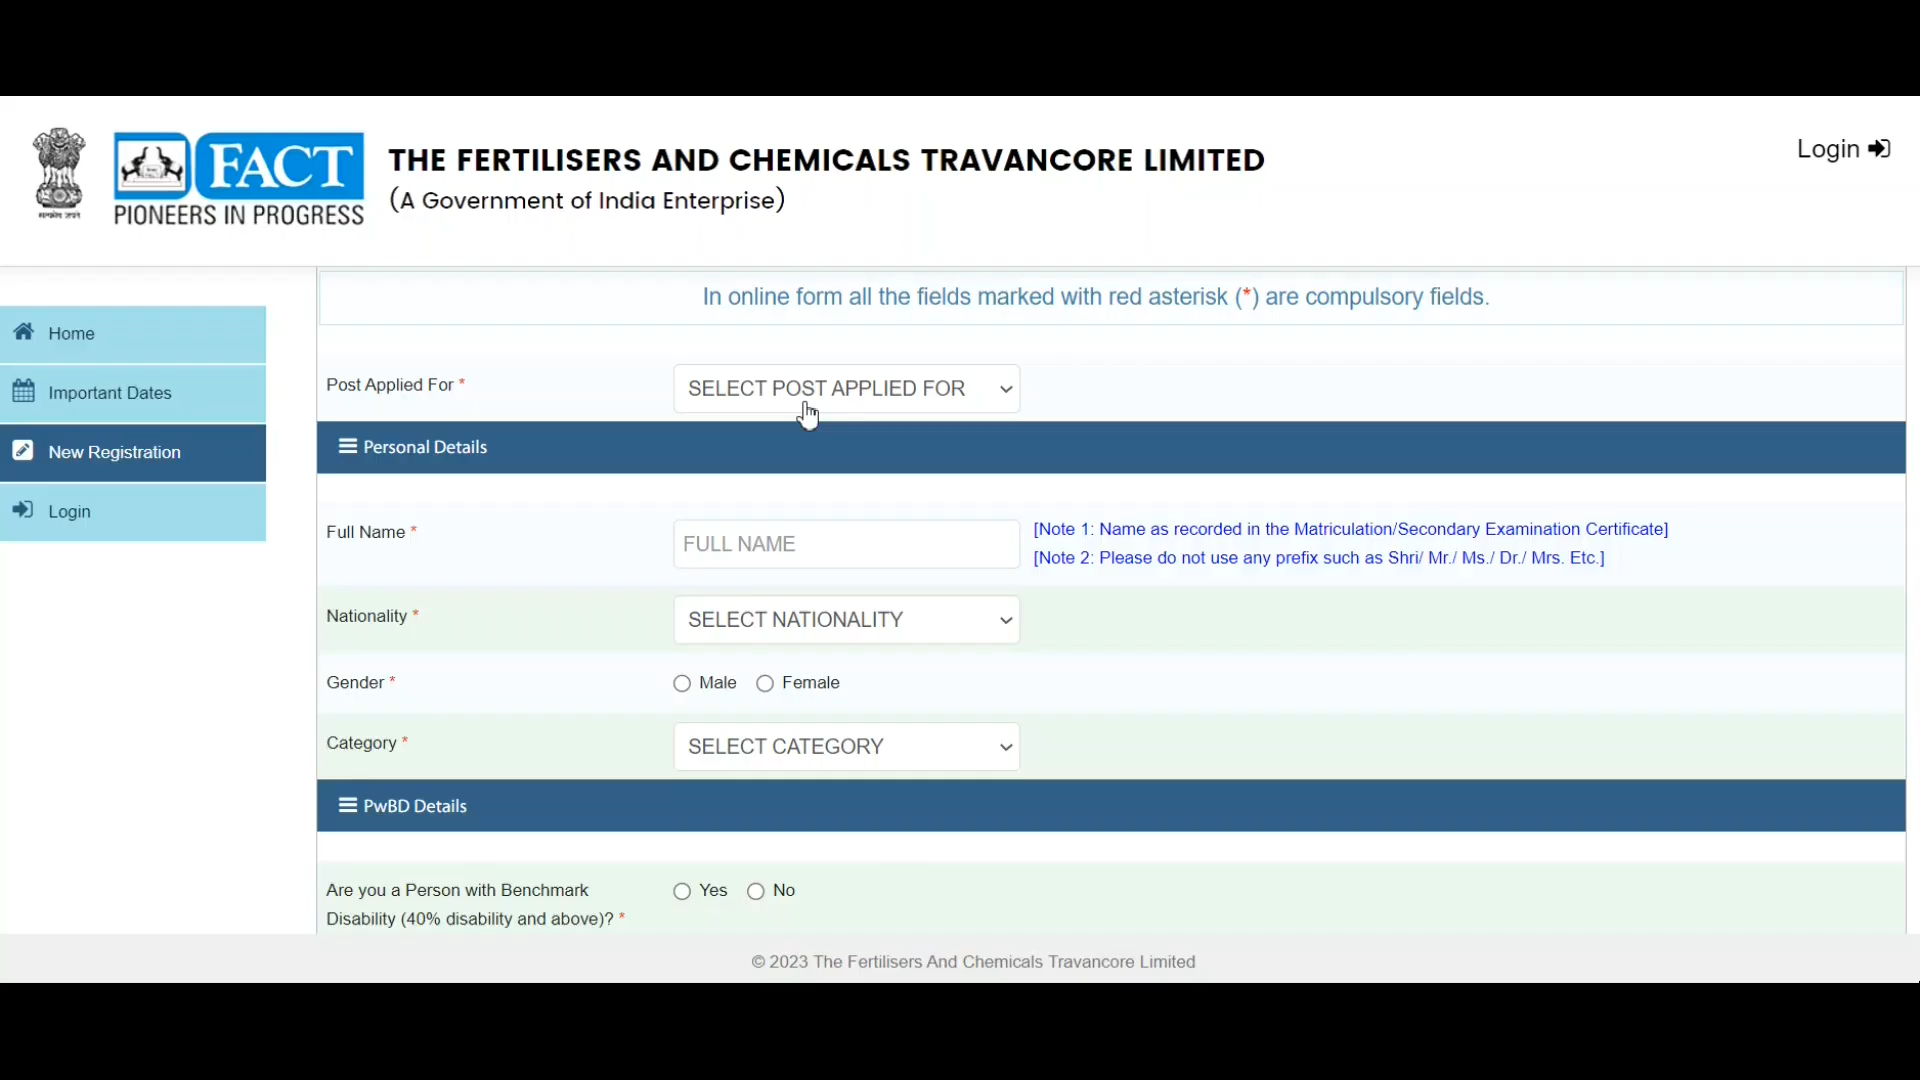 FACT
PIONEERS IN PROGRESS
THE FERTILISERS AND CHEMICALS TRAVANCORE LIMITED
(A Government of India Enterprise)
Login
Home
Important Dates
New Registration
Login
In online form all the fields marked with red asterisk (*) are compulsory fields.
Post Applied For *
SELECT POST APPLIED FOR
Personal Details
Full Name *
FULL NAME
[Note 1: Name as recorded in the Matriculation/Secondary Examination Certificate]
[Note 2: Please do not use any prefix such as Shri/ Mr./ Ms./ Dr./ Mrs. Etc.]
Nationality *
SELECT NATIONALITY
Gender *
Male Female
Category *
SELECT CATEGORY
PwBD Details
Are you a Person with Benchmark
Disability (40% disability and above)? *
Yes No
© 2023 The Fertilisers And Chemicals Travancore Limited